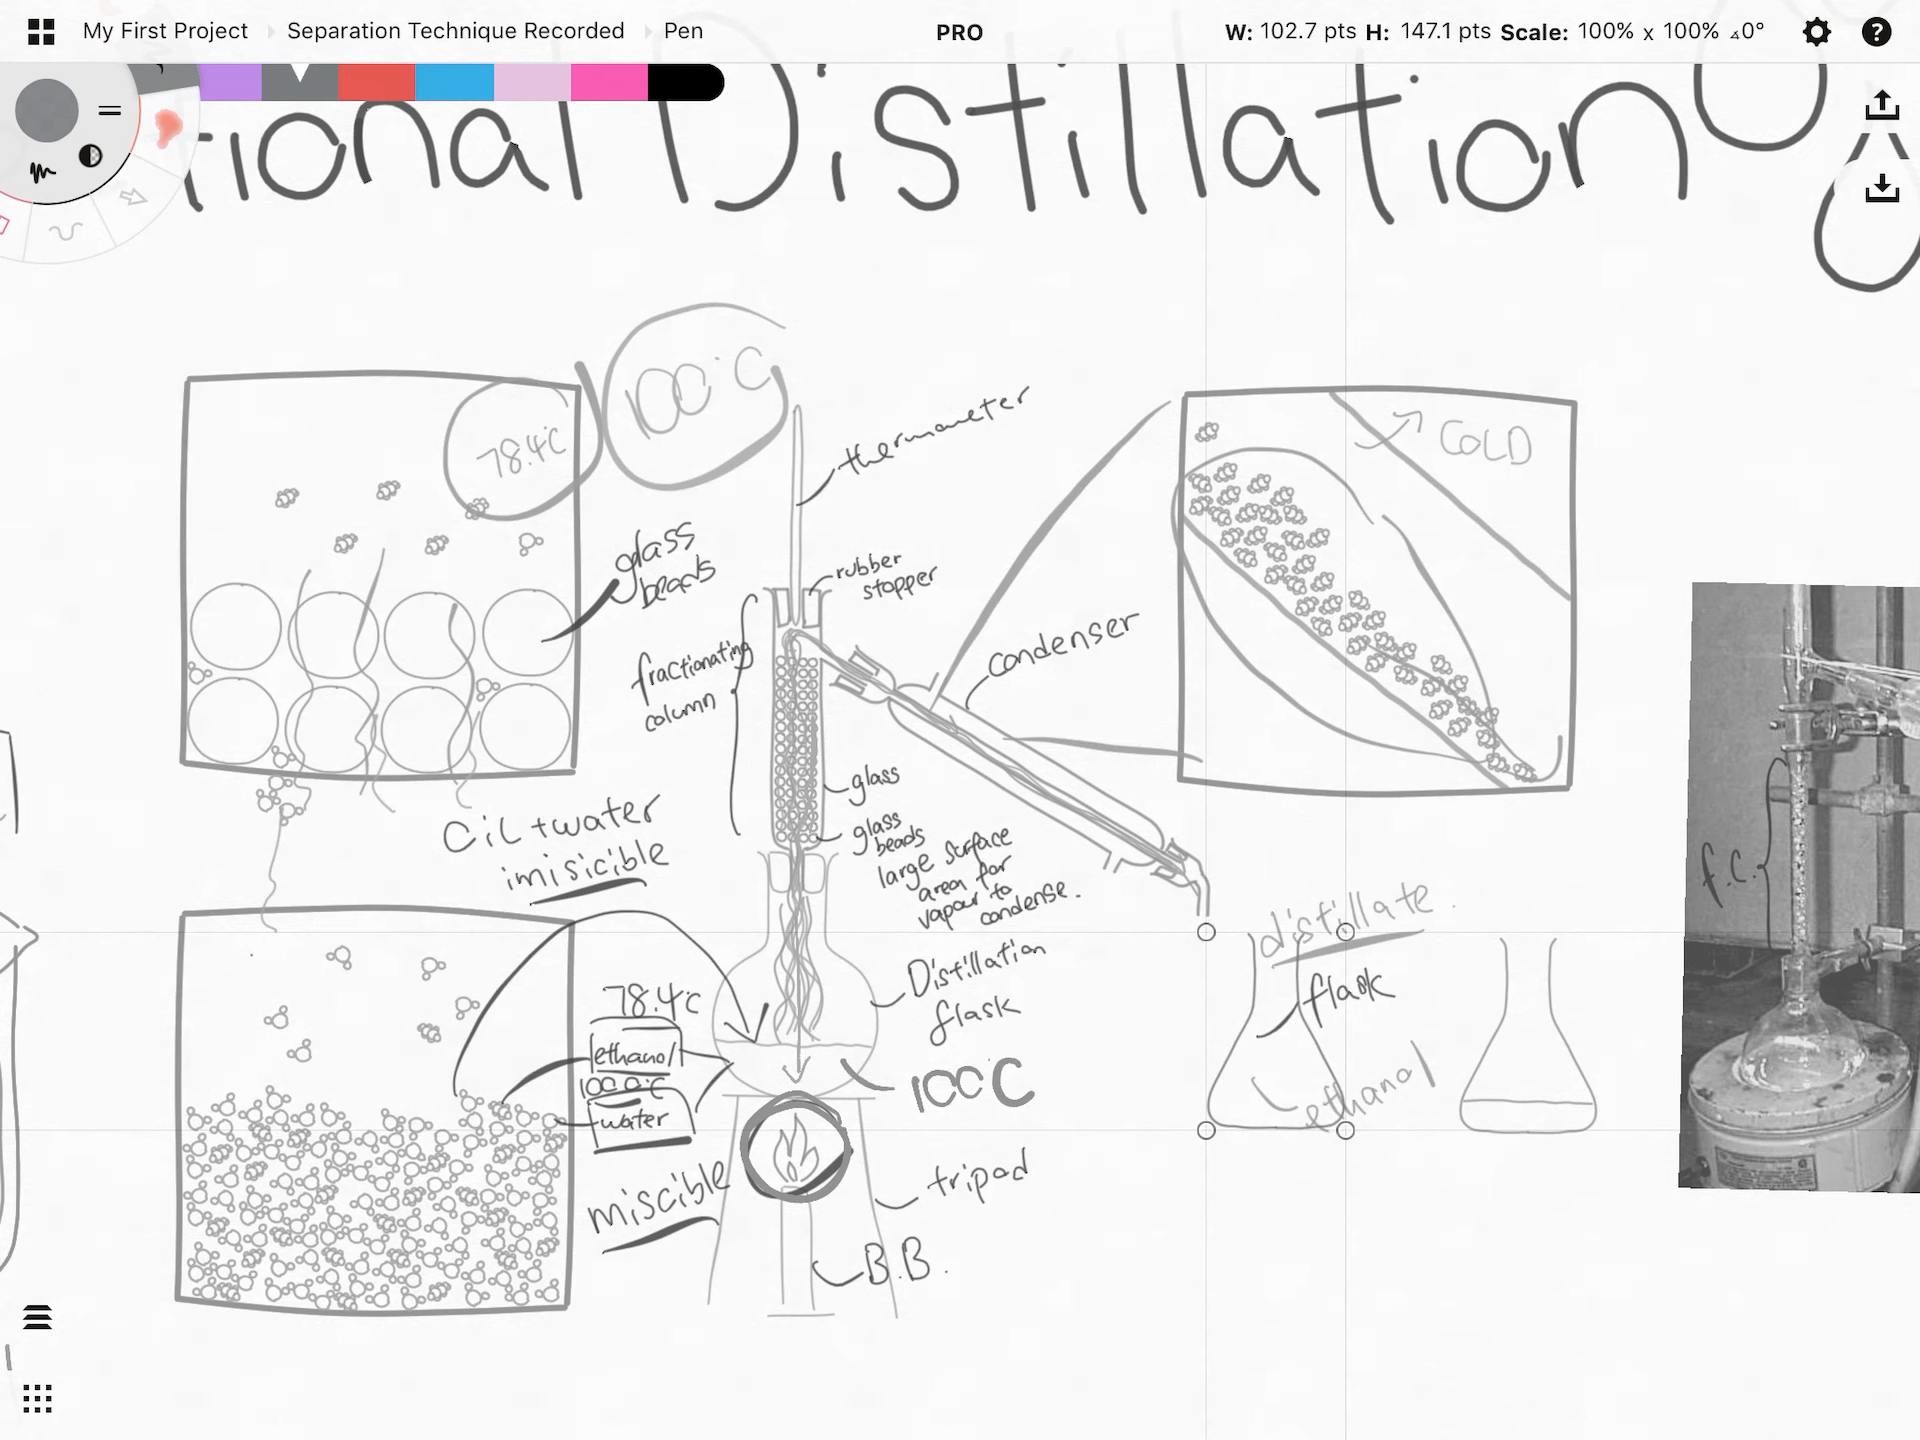 My First Project
Separation Technique Recorded
Pen
PRO
W: 102.7 pts H: 147.1 pts Scale: 100% x 100% ⊿0°
tional Distillation
78.4°C
100°C
thermometer
COLD
glass
beads
rubber
stopper
fractionating
column
condenser
glass
glass
beads
large surface
area for
vapour to
condense.
Oil + water
imisicible
distillate.
flask
f.C.
Distillation
flask
78.4°C
ethanol
100.0°C
water
100°C
ethanol
miscible
tripod
B.B.